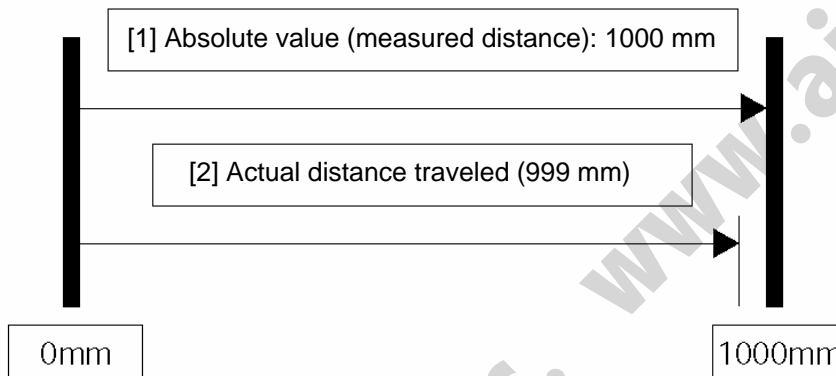 [1] Absolute value (measured distance): 1000 mm
[2] Actual distance traveled (999 mm)
0mm
1000mm